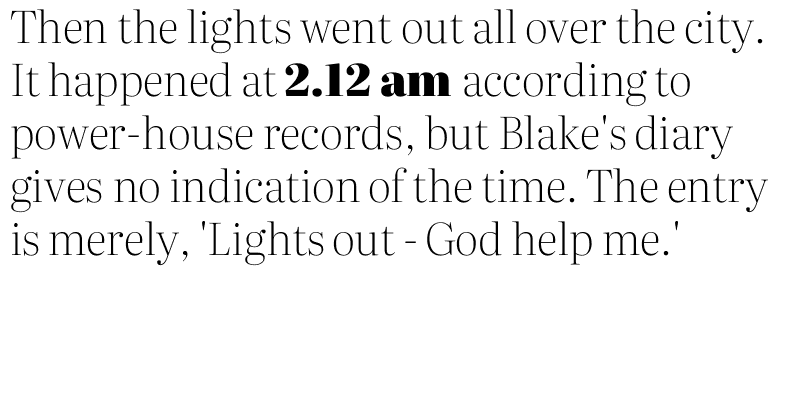 Then the lights went out all over the city.
It happened at 2.12 am according to
power-house records, but Blake's diary
gives no indication of the time. The entry
is merely, 'Lights out - God help me.'